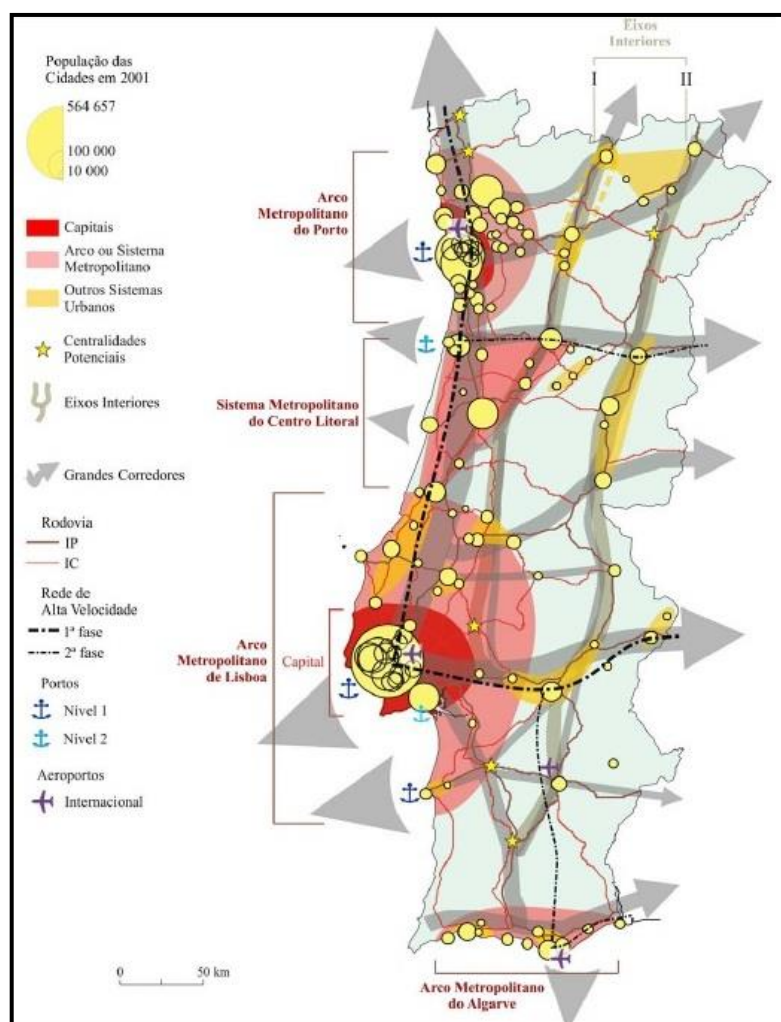 População das
Cidades em 2001
564 657
100 000
10 000
Capitais
Arco ou Sistema
Metropolitano
Outros Sistemas
Urbanos
Centralidades
Potenciais
Eixos Interiores
Grandes Corredores
Rodovia
IP
IC
Rede de
Alta Velocidade
1ª fase
2ª fase
Portos
Nível 1
Nível 2
Aeroportos
Internacional
0
50 km
Eixos
Interiores
I
II
Arco
Metropolitano
do Porto
Sistema Metropolitano
do Centro Litoral
Arco
Metropolitano
de Lisboa
Capital
Arco Metropolitano
do Algarve